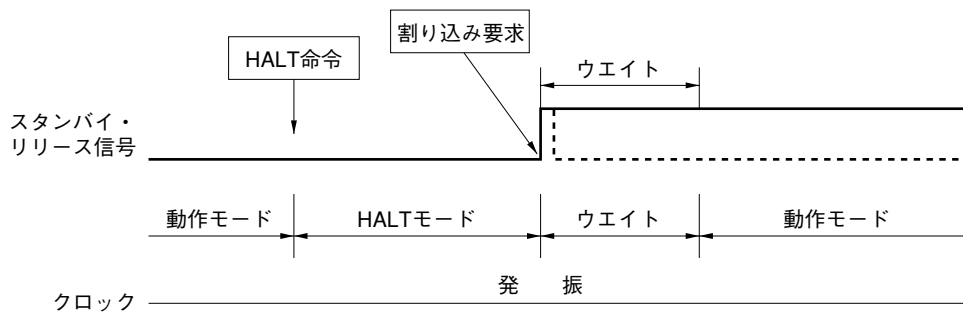 割り込み要求
HALT命令
ウエイト
スタンバイ・
リリース信号
動作モード
HALTモード
ウエイト
動作モード
発　振
クロック